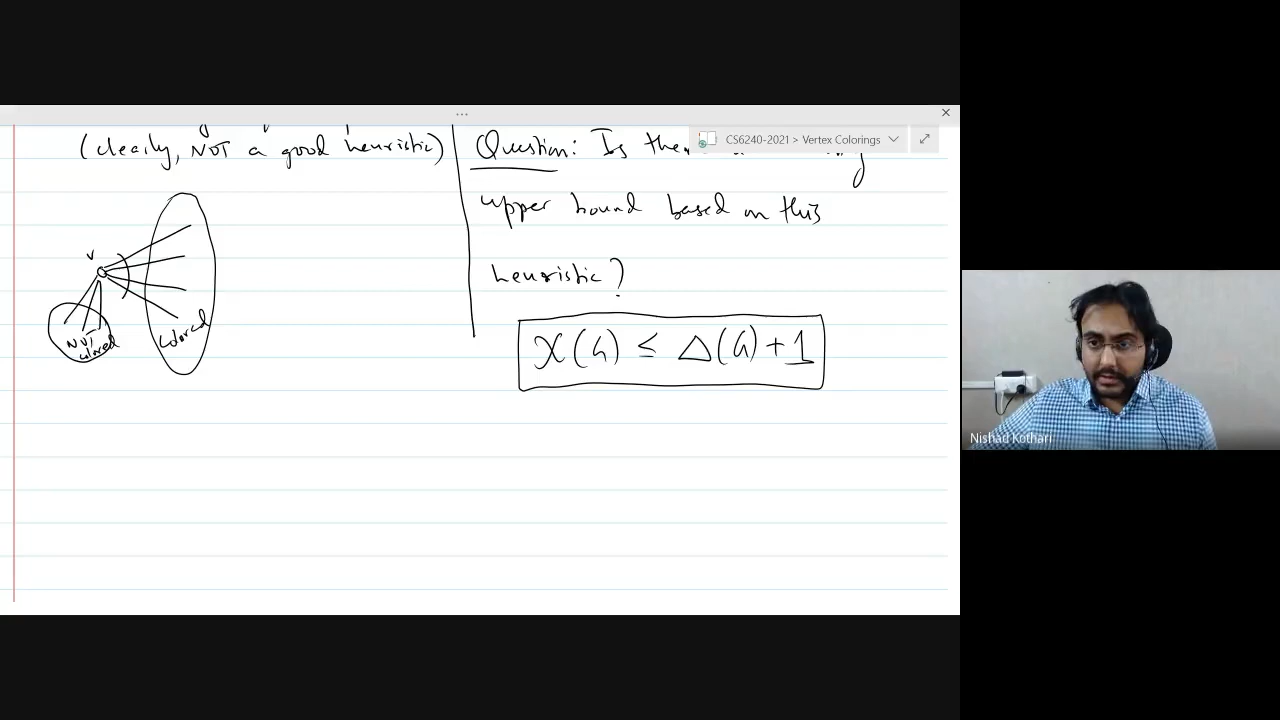 CS6240-2021 > Vertex Colorings
(clearly, NOT a good heuristic)
v
NOT
colored
colored
Question: Is
upper bound based on this
heuristic?
χ(G) ≤ Δ(G) + 1
Nishad Kothari